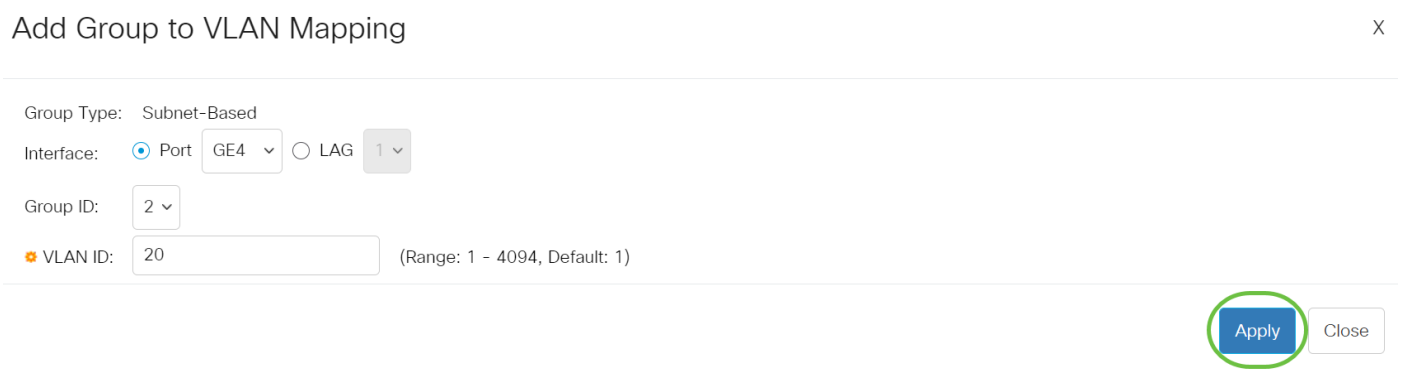 Add Group to VLAN Mapping
X
Group Type: Subnet-Based
Interface: Port GE4 LAG 1
Group ID: 2
VLAN ID: 20 (Range: 1 - 4094, Default: 1)
Apply Close